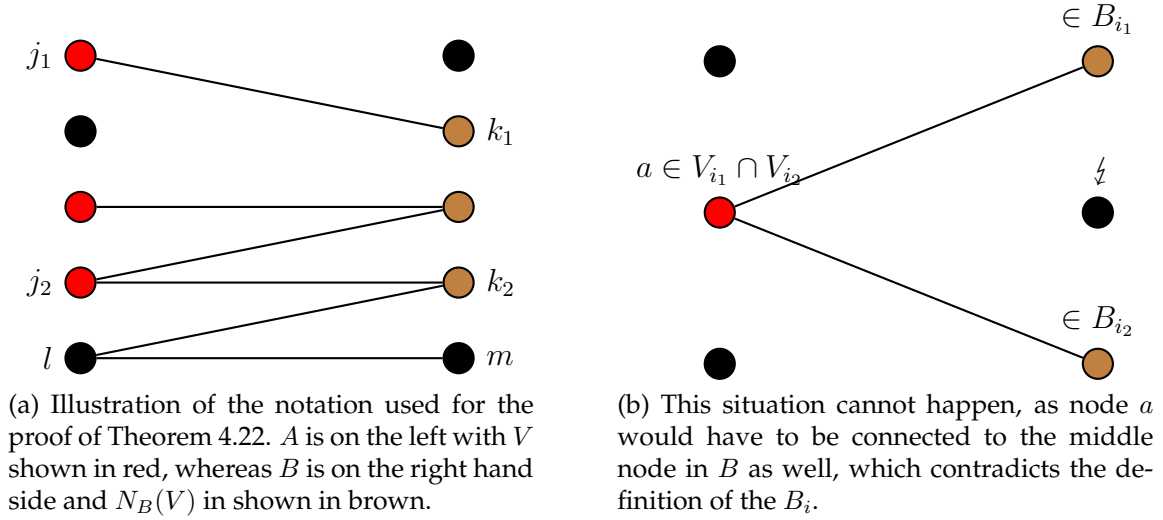 j₁
k₁
j₂
k₂
l
m
(a) Illustration of the notation used for the
proof of Theorem 4.22. A is on the left with V
shown in red, whereas B is on the right hand
side and N_B(V) in shown in brown.
∈ B_{i₁}
a ∈ V_{i₁} ∩ V_{i₂}
↯
∈ B_{i₂}
(b) This situation cannot happen, as node a
would have to be connected to the middle
node in B as well, which contradicts the de-
finition of the B_i.